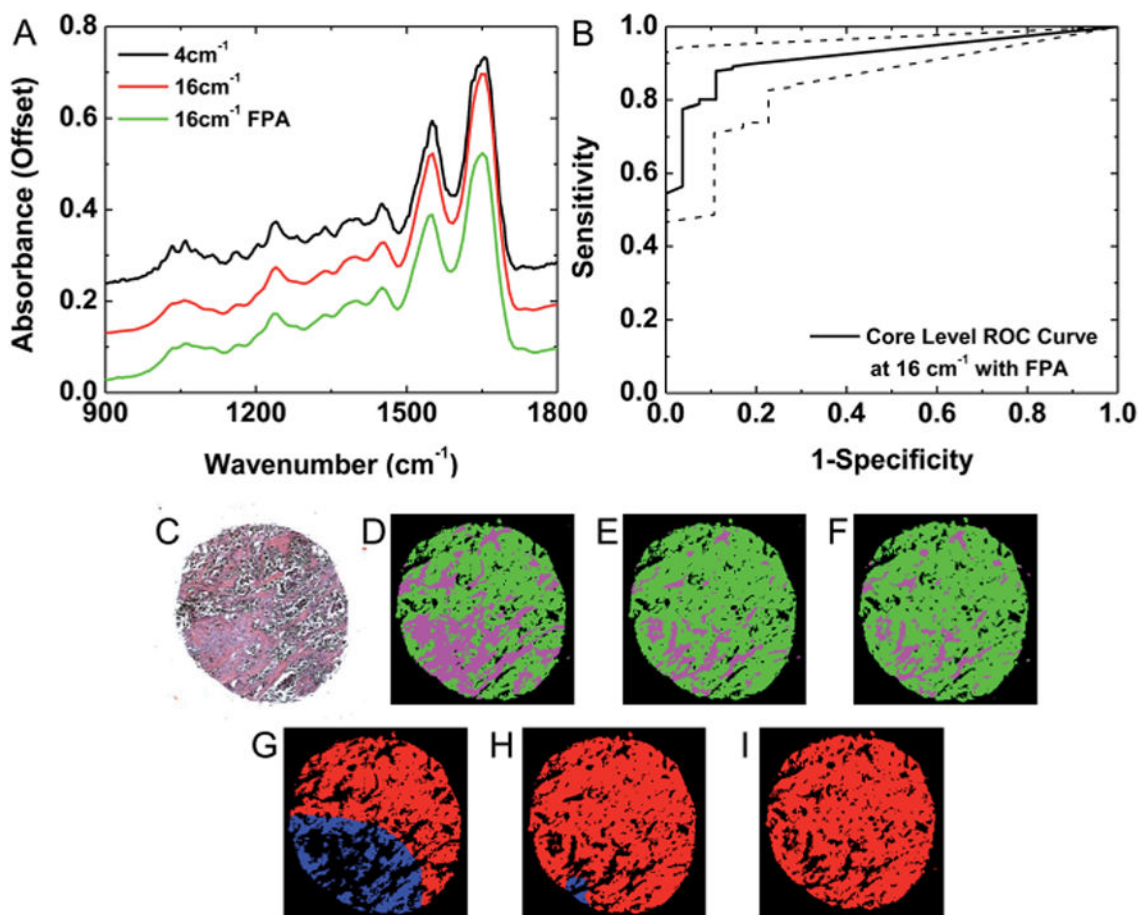 A
Absorbance (Offset)
0.8
0.6
0.4
0.2
0.0
4cm⁻¹
16cm⁻¹
16cm⁻¹ FPA
900
1200
1500
1800
Wavenumber (cm⁻¹)
B
Sensitivity
1.0
0.8
0.6
0.4
0.2
0.0
Core Level ROC Curve
at 16 cm⁻¹ with FPA
0.0
0.2
0.4
0.6
0.8
1.0
1-Specificity
C
D
E
F
G
H
I